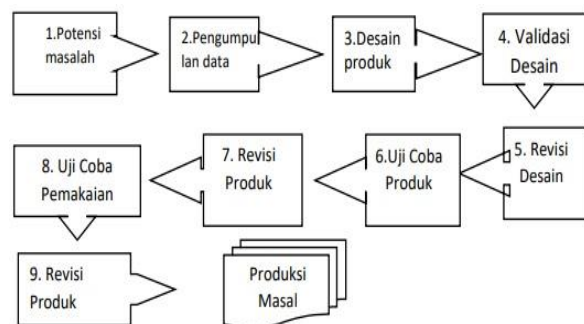 1.Potensi
masalah
2.Pengumpu
lan data
3.Desain
produk
4. Validasi
Desain
5. Revisi
Desain
6.Uji Coba
Produk
7. Revisi
Produk
8. Uji Coba
Pemakaian
9. Revisi
Produk
Produksi
Masal